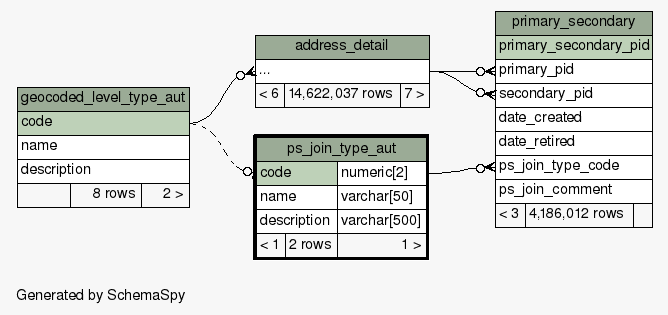 geocoded_level_type_aut
code
name
description
8 rows 2 >
address_detail
...
< 6 14,622,037 rows 7 >
ps_join_type_aut
code numeric[2]
name varchar[50]
description varchar[500]
< 1 2 rows 1 >
primary_secondary
primary_secondary_pid
primary_pid
secondary_pid
date_created
date_retired
ps_join_type_code
ps_join_comment
< 3 4,186,012 rows
Generated by SchemaSpy